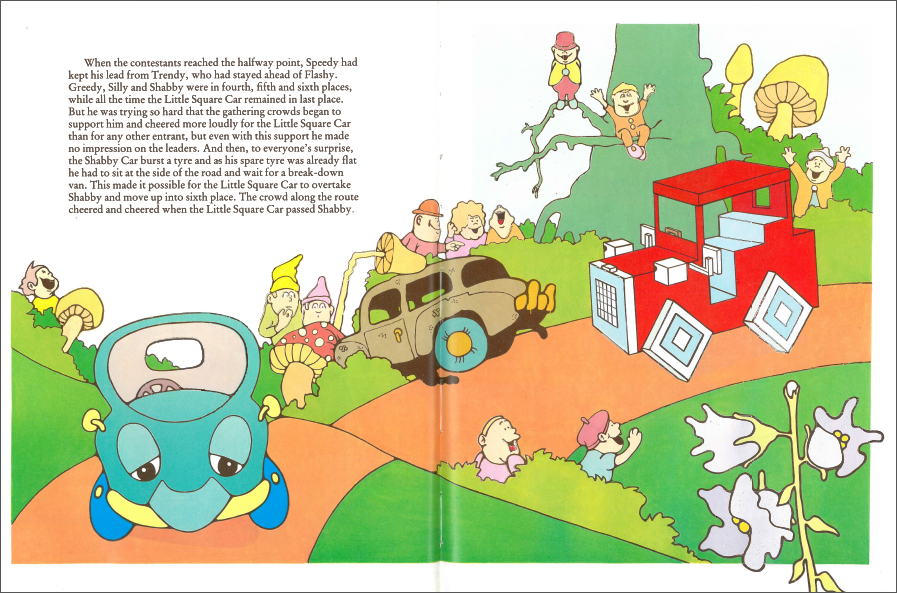 When the contestants reached the halfway point, Speedy had
kept his lead from Trendy, who had stayed ahead of Flashy.
Greedy, Silly and Shabby were in fourth, fifth and sixth places,
while all the time the Little Square Car remained in last place.
But he was trying so hard that the gathering crowds began to
support him and cheered more loudly for the Little Square Car
than for any other entrant, but even with this support he made
no impression on the leaders. And then, to everyone's surprise,
the Shabby Car burst a tyre and as his spare tyre was already flat
he had to sit at the side of the road and wait for a break-down
van. This made it possible for the Little Square Car to overtake
Shabby and move up into sixth place. The crowd along the route
cheered and cheered when the Little Square Car passed Shabby.